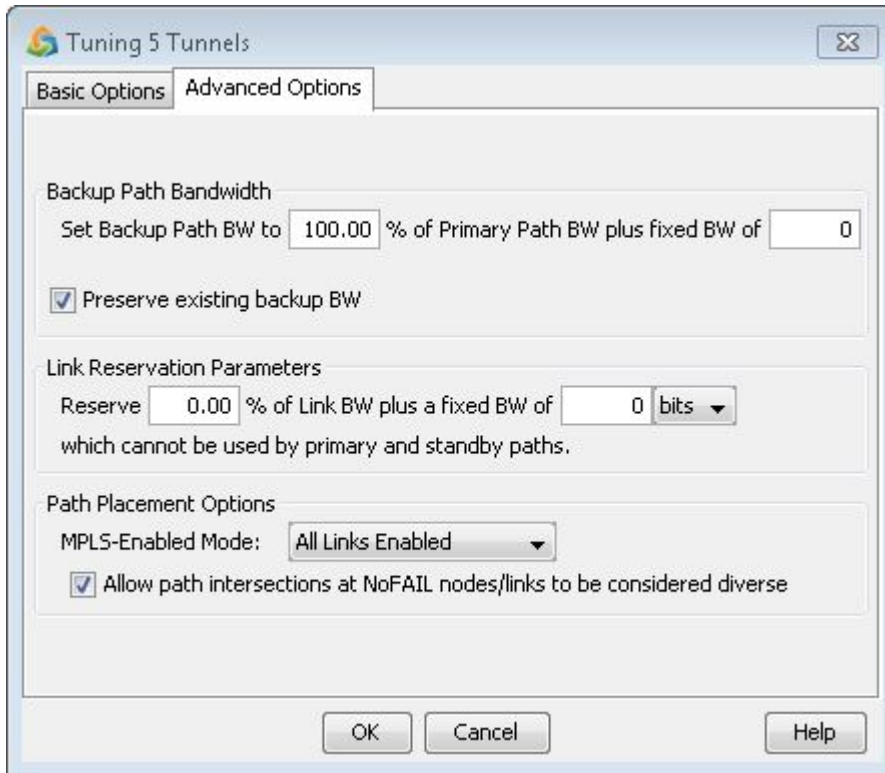 Tuning 5 Tunnels
Basic Options Advanced Options
Backup Path Bandwidth
Set Backup Path BW to 100.00 % of Primary Path BW plus fixed BW of 0
Preserve existing backup BW
Link Reservation Parameters
Reserve 0.00 % of Link BW plus a fixed BW of 0 bits
which cannot be used by primary and standby paths.
Path Placement Options
MPLS-Enabled Mode: All Links Enabled
Allow path intersections at NoFAIL nodes/links to be considered diverse
OK Cancel Help